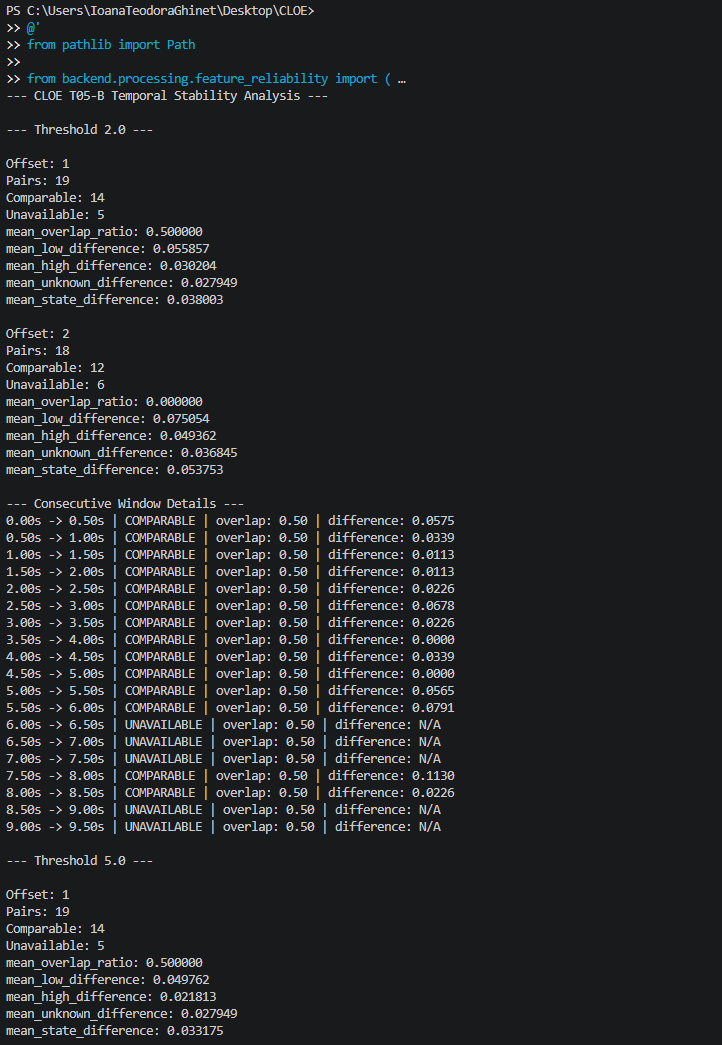 PS C:\Users\IoanaTeodoraGhinet\Desktop\CLOE>
>> @'
>> from pathlib import Path
>>
>> from backend.processing.feature_reliability import ( …
--- CLOE T05-B Temporal Stability Analysis ---
--- Threshold 2.0 ---
Offset: 1
Pairs: 19
Comparable: 14
Unavailable: 5
mean_overlap_ratio: 0.500000
mean_low_difference: 0.055857
mean_high_difference: 0.030204
mean_unknown_difference: 0.027949
mean_state_difference: 0.038003
Offset: 2
Pairs: 18
Comparable: 12
Unavailable: 6
mean_overlap_ratio: 0.000000
mean_low_difference: 0.075054
mean_high_difference: 0.049362
mean_unknown_difference: 0.036845
mean_state_difference: 0.053753
--- Consecutive Window Details ---
0.00s -> 0.50s | COMPARABLE | overlap: 0.50 | difference: 0.0575
0.50s -> 1.00s | COMPARABLE | overlap: 0.50 | difference: 0.0339
1.00s -> 1.50s | COMPARABLE | overlap: 0.50 | difference: 0.0113
1.50s -> 2.00s | COMPARABLE | overlap: 0.50 | difference: 0.0113
2.00s -> 2.50s | COMPARABLE | overlap: 0.50 | difference: 0.0226
2.50s -> 3.00s | COMPARABLE | overlap: 0.50 | difference: 0.0678
3.00s -> 3.50s | COMPARABLE | overlap: 0.50 | difference: 0.0226
3.50s -> 4.00s | COMPARABLE | overlap: 0.50 | difference: 0.0000
4.00s -> 4.50s | COMPARABLE | overlap: 0.50 | difference: 0.0339
4.50s -> 5.00s | COMPARABLE | overlap: 0.50 | difference: 0.0000
5.00s -> 5.50s | COMPARABLE | overlap: 0.50 | difference: 0.0565
5.50s -> 6.00s | COMPARABLE | overlap: 0.50 | difference: 0.0791
6.00s -> 6.50s | UNAVAILABLE | overlap: 0.50 | difference: N/A
6.50s -> 7.00s | UNAVAILABLE | overlap: 0.50 | difference: N/A
7.00s -> 7.50s | UNAVAILABLE | overlap: 0.50 | difference: N/A
7.50s -> 8.00s | COMPARABLE | overlap: 0.50 | difference: 0.1130
8.00s -> 8.50s | COMPARABLE | overlap: 0.50 | difference: 0.0226
8.50s -> 9.00s | UNAVAILABLE | overlap: 0.50 | difference: N/A
9.00s -> 9.50s | UNAVAILABLE | overlap: 0.50 | difference: N/A
--- Threshold 5.0 ---
Offset: 1
Pairs: 19
Comparable: 14
Unavailable: 5
mean_overlap_ratio: 0.500000
mean_low_difference: 0.049762
mean_high_difference: 0.021813
mean_unknown_difference: 0.027949
mean_state_difference: 0.033175